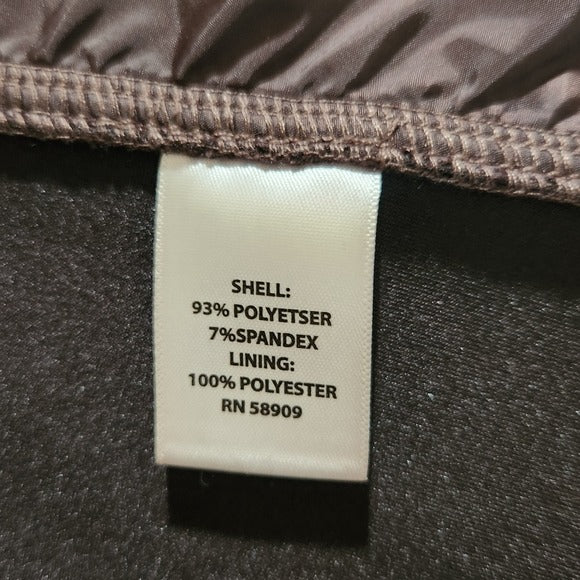 SHELL:
93% POLYETSER
7%SPANDEX
LINING:
100% POLYESTER
RN 58909